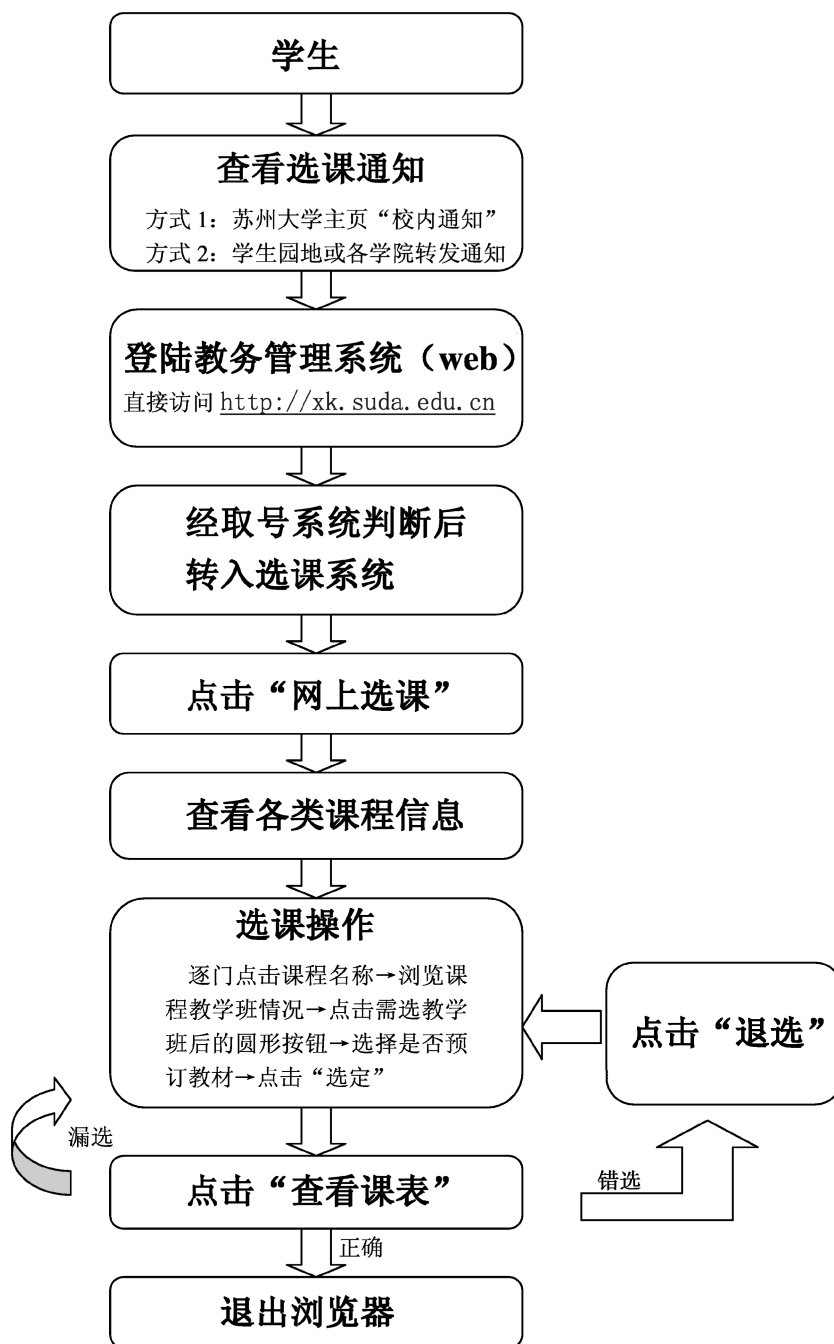 学生
查看选课通知
方式 1：苏州大学主页“校内通知”
方式 2：学生园地或各学院转发通知
登陆教务管理系统（web）
直接访问 http://xk.suda.edu.cn
经取号系统判断后
转入选课系统
点击“网上选课”
查看各类课程信息
选课操作
逐门点击课程名称→浏览课
程教学班情况→点击需选教学
班后的圆形按钮→选择是否预
订教材→点击“选定”
点击“退选”
漏选
点击“查看课表”
错选
正确
退出浏览器